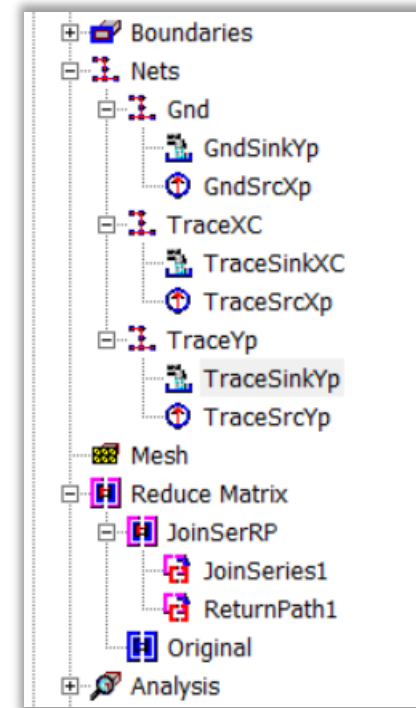 Boundaries
Nets
Gnd
GndSinkYp
GndSrcXp
TraceXC
TraceSinkXC
TraceSrcXp
TraceYp
TraceSinkYp
TraceSrcYp
Mesh
Reduce Matrix
JoinSerRP
JoinSeries1
ReturnPath1
Original
Analysis